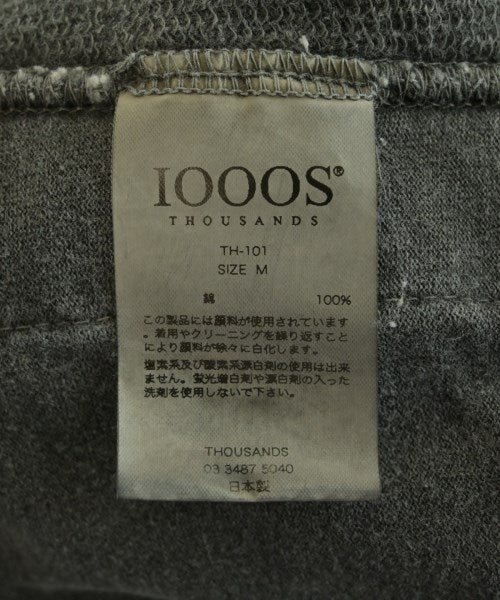 IOOOS®
THOUSANDS
TH-101
SIZE M
綿 100%
この製品には顔料が使用されています
。着用やクリーニングを繰り返すこと
により顔料が徐々に白化します。
塩素系及び酸素系漂白剤の使用は出来
ません。蛍光増白剤や漂白剤の入った
洗剤を使用しないで下さい。
THOUSANDS
03 3487 5040
日本製